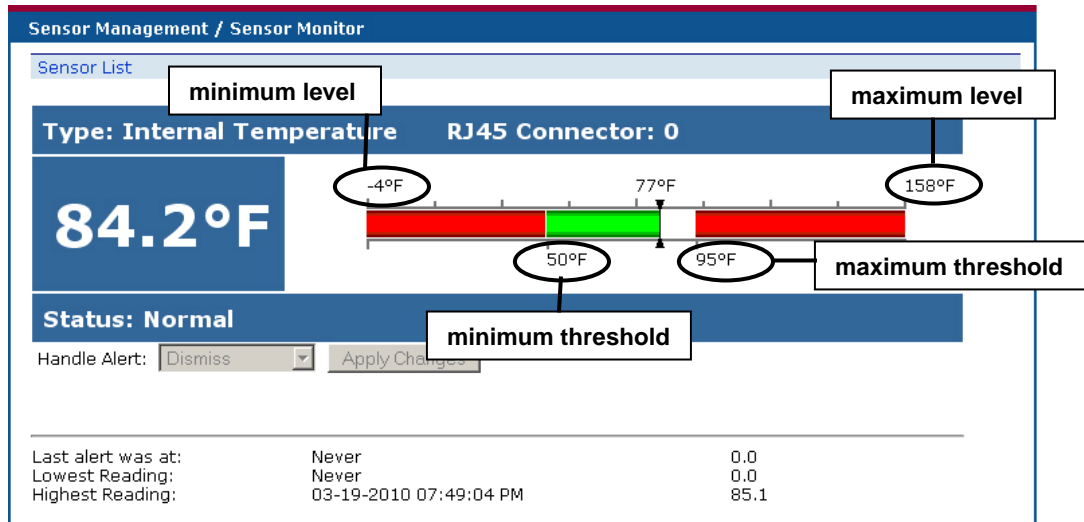 Sensor Management / Sensor Monitor
Sensor List
minimum level
maximum level
Type: Internal Temperature RJ45 Connector: 0
-4°F 77°F 158°F
84.2°F
50°F 95°F
maximum threshold
Status: Normal
minimum threshold
Handle Alert: Dismiss Apply Changes
Last alert was at: Never 0.0
Lowest Reading: Never 0.0
Highest Reading: 03-19-2010 07:49:04 PM 85.1